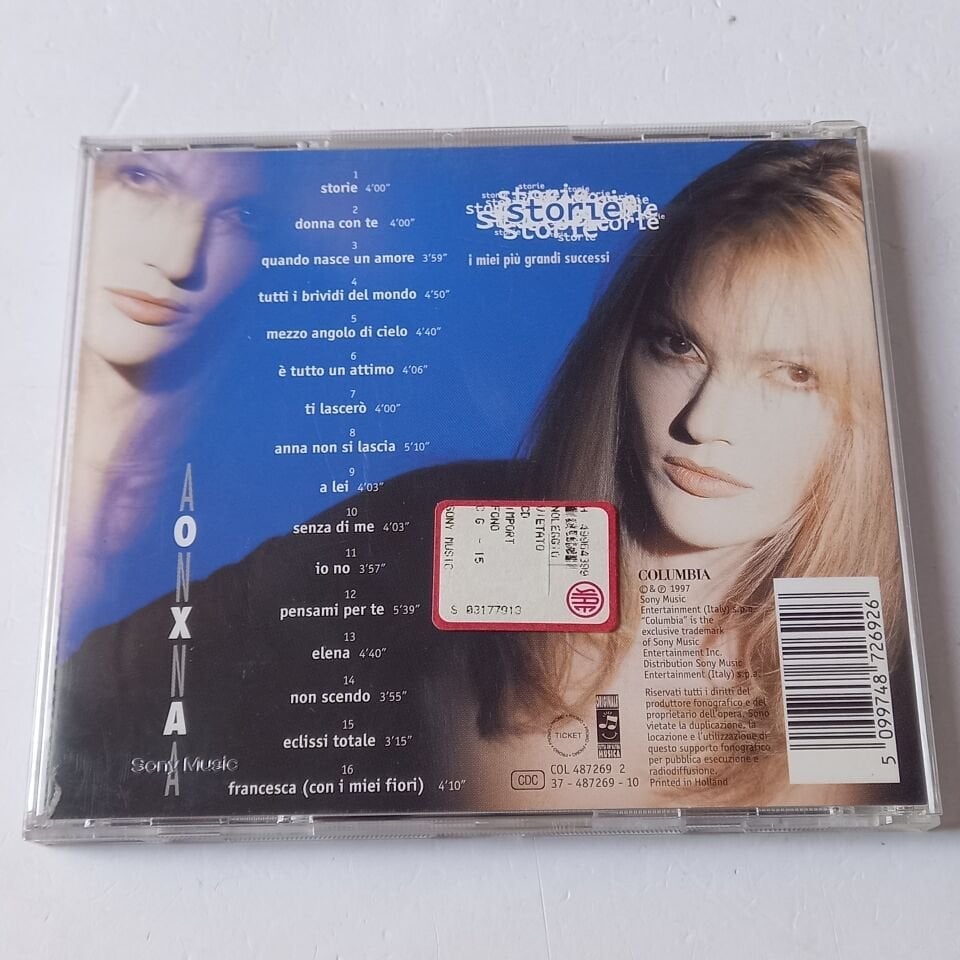 1
storie 4'00"
2
donna con te 4'00"
3
quando nasce un amore 3'59"
4
tutti i brividi del mondo 4'50"
5
mezzo angolo di cielo 4'40"
6
è tutto un attimo 4'06"
7
ti lascerò 4'00"
8
anna non si lascia 5'10"
9
a lei 4'03"
10
senza di me 4'03"
11
io no 3'57"
12
pensami per te 5'39"
13
elena 4'40"
14
non scendo 3'55"
15
eclissi totale 3'15"
16
francesca (con i miei fiori) 4'10"
storie
i miei più grandi successi
A
O
N
X
N
A
A
Sony Music
NOLEGGIO
VIETATO
CD
IMPORT
FONO
SONY MUSIC
S 03177913
SIAE
COLUMBIA
© & ℗ 1997
Sony Music
Entertainment (Italy) s.p.a.
"Columbia" is the
exclusive trademark
of Sony Music
Entertainment Inc.
Distribution Sony Music
Entertainment (Italy) s.p.a.
Riservati tutti i diritti del
produttore fonografico e del
proprietario dell'opera. Sono
vietate la duplicazione, la
locazione e l'utilizzazione di
questo supporto fonografico
per pubblica esecuzione e
radiodiffusione.
Printed in Holland
TICKET
ORIGINALE
MUSICA
CDC
COL 487269 2
37 - 487269 - 10
5 099748 726926